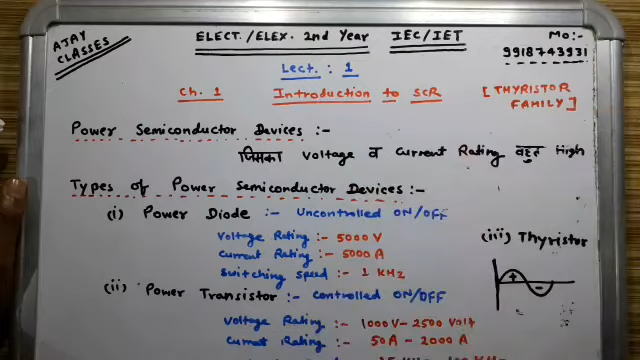 AJAY CLASSES
ELECT./ELEX. 2nd Year IEC/IET
Mo:-
9918743931
Lect. : 1
Ch. 1 Introduction to SCR [THYRISTOR FAMILY]
Power Semiconductor Devices :-
जिसका Voltage व Current Rating बहुत High
Types of Power Semiconductor Devices:-
(i) Power Diode :- Uncontrolled ON/OFF
Voltage Rating :- 5000 V
Current Rating :- 5000 A
Switching Speed :- 1 KHz
(iii) Thyristor
+ -
(ii) Power Transistor :- Controlled ON/OFF
Voltage Rating :- 1000V - 2500 Volt
Current Rating :- 50A - 2000 A